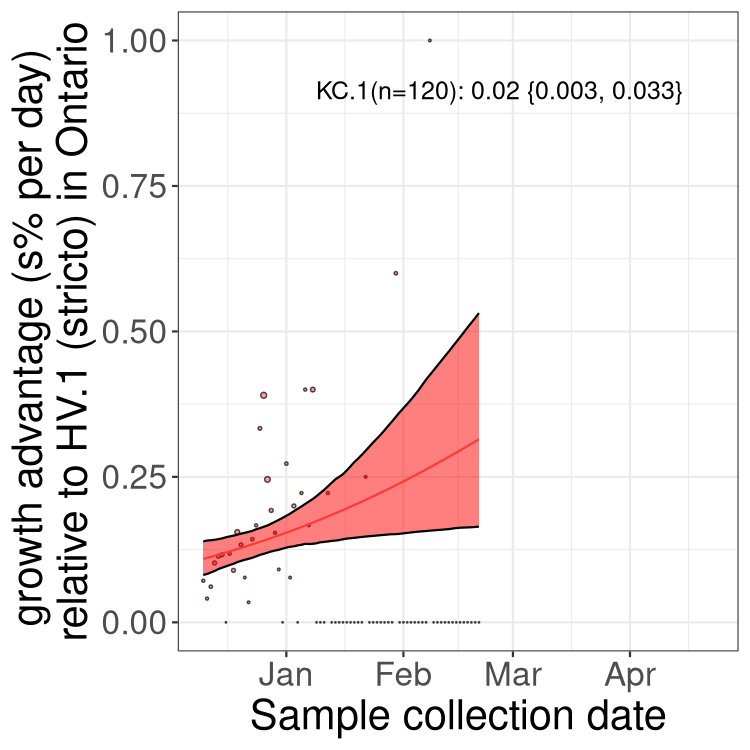 growth advantage (s% per day)
relative to HV.1 (stricto) in Ontario
1.00
0.75
0.50
0.25
0.00
KC.1(n=120): 0.02 {0.003, 0.033}
Jan Feb Mar Apr
Sample collection date